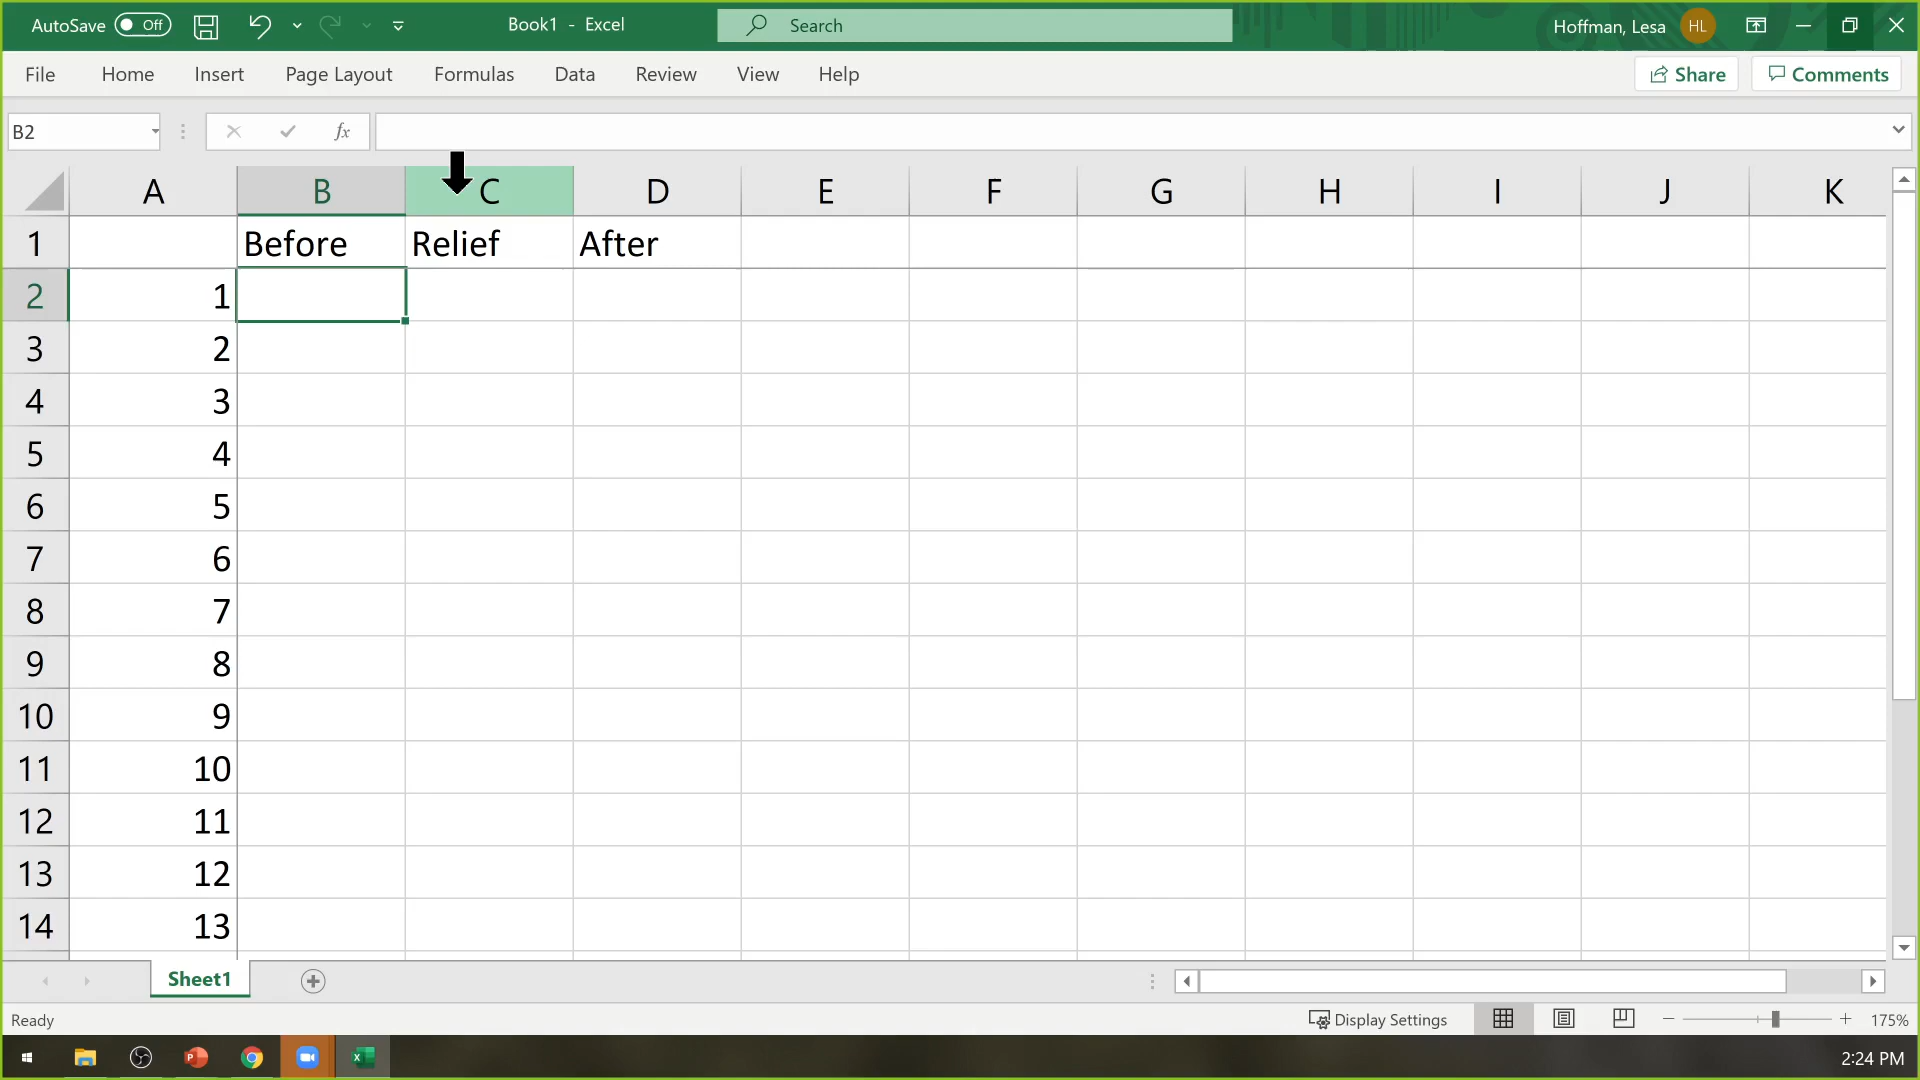 AutoSave Off Book1 - Excel Search Hoffman, Lesa HL
File Home Insert Page Layout Formulas Data Review View Help Share Comments
B2 fx
A B C D E F G H I J K
1 Before Relief After
2 1
3 2
4 3
5 4
6 5
7 6
8 7
9 8
10 9
11 10
12 11
13 12
14 13
Sheet1
Ready Display Settings 175%
2:24 PM